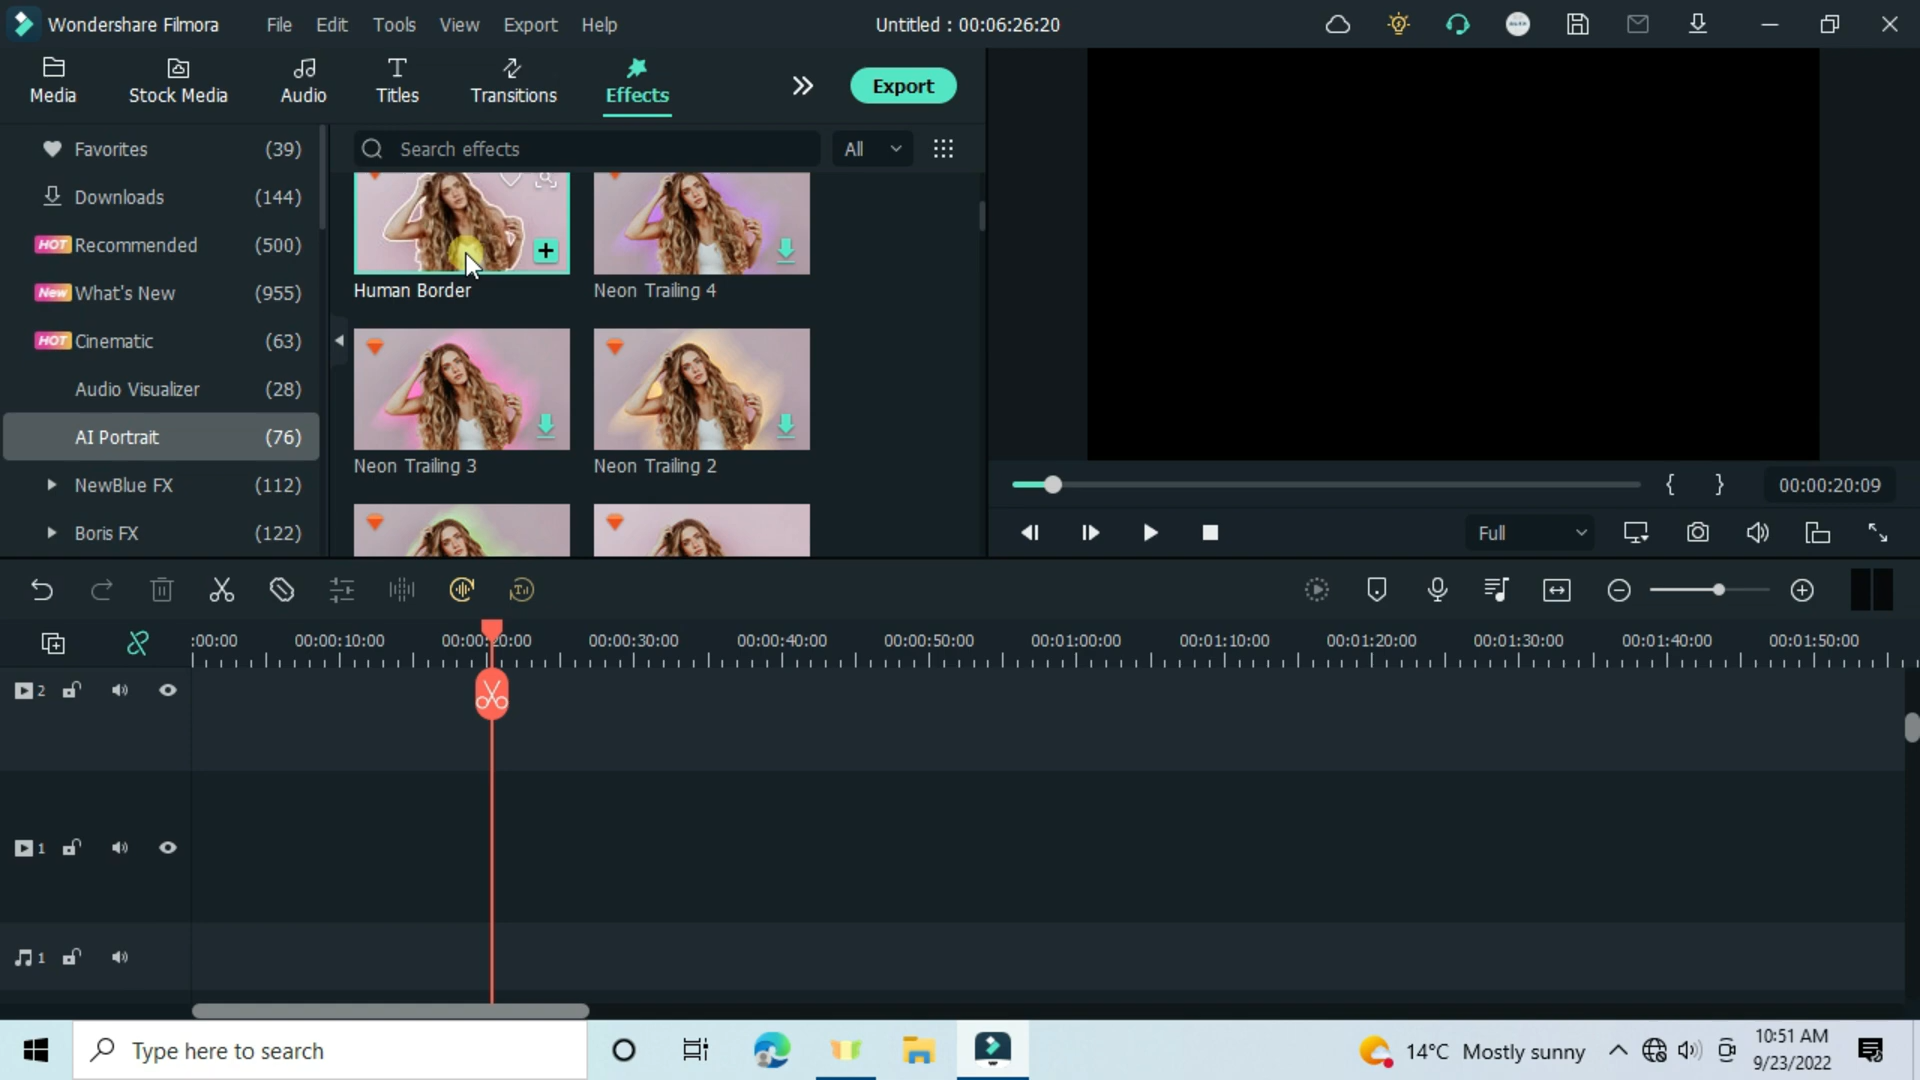 Wondershare Filmora File Edit Tools View Export Help Untitled : 00:06:26:20
Media Stock Media Audio Titles Transitions Effects Export
Favorites (39)
Downloads (144)
HOT Recommended (500)
New What's New (955)
HOT Cinematic (63)
Audio Visualizer (28)
AI Portrait (76)
NewBlue FX (112)
Boris FX (122)
Search effects All
Human Border Neon Trailing 4
Neon Trailing 3 Neon Trailing 2
00:00:20:09
Full
:00:00 00:00:10:00 00:00:20:00 00:00:30:00 00:00:40:00 00:00:50:00 00:01:00:00 00:01:10:00 00:01:20:00 00:01:30:00 00:01:40:00 00:01:50:00
2
1
1
Type here to search 14°C Mostly sunny 10:51 AM
9/23/2022